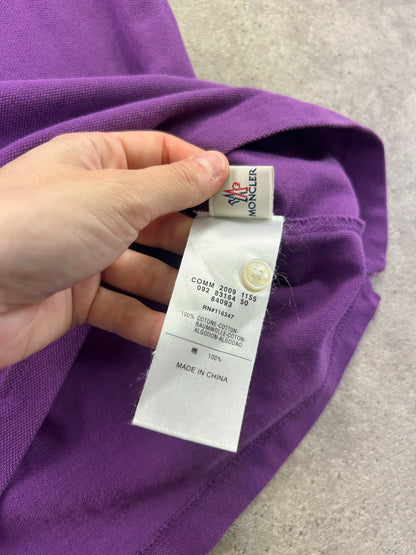 MONCLER
COMM 2009 1155
092 83164 50
84093
RN#116347
100% COTONE-COTTON-
BAUMWOLLE-COTON-
ALGODON-ALGODAO
棉 100%
MADE IN CHINA